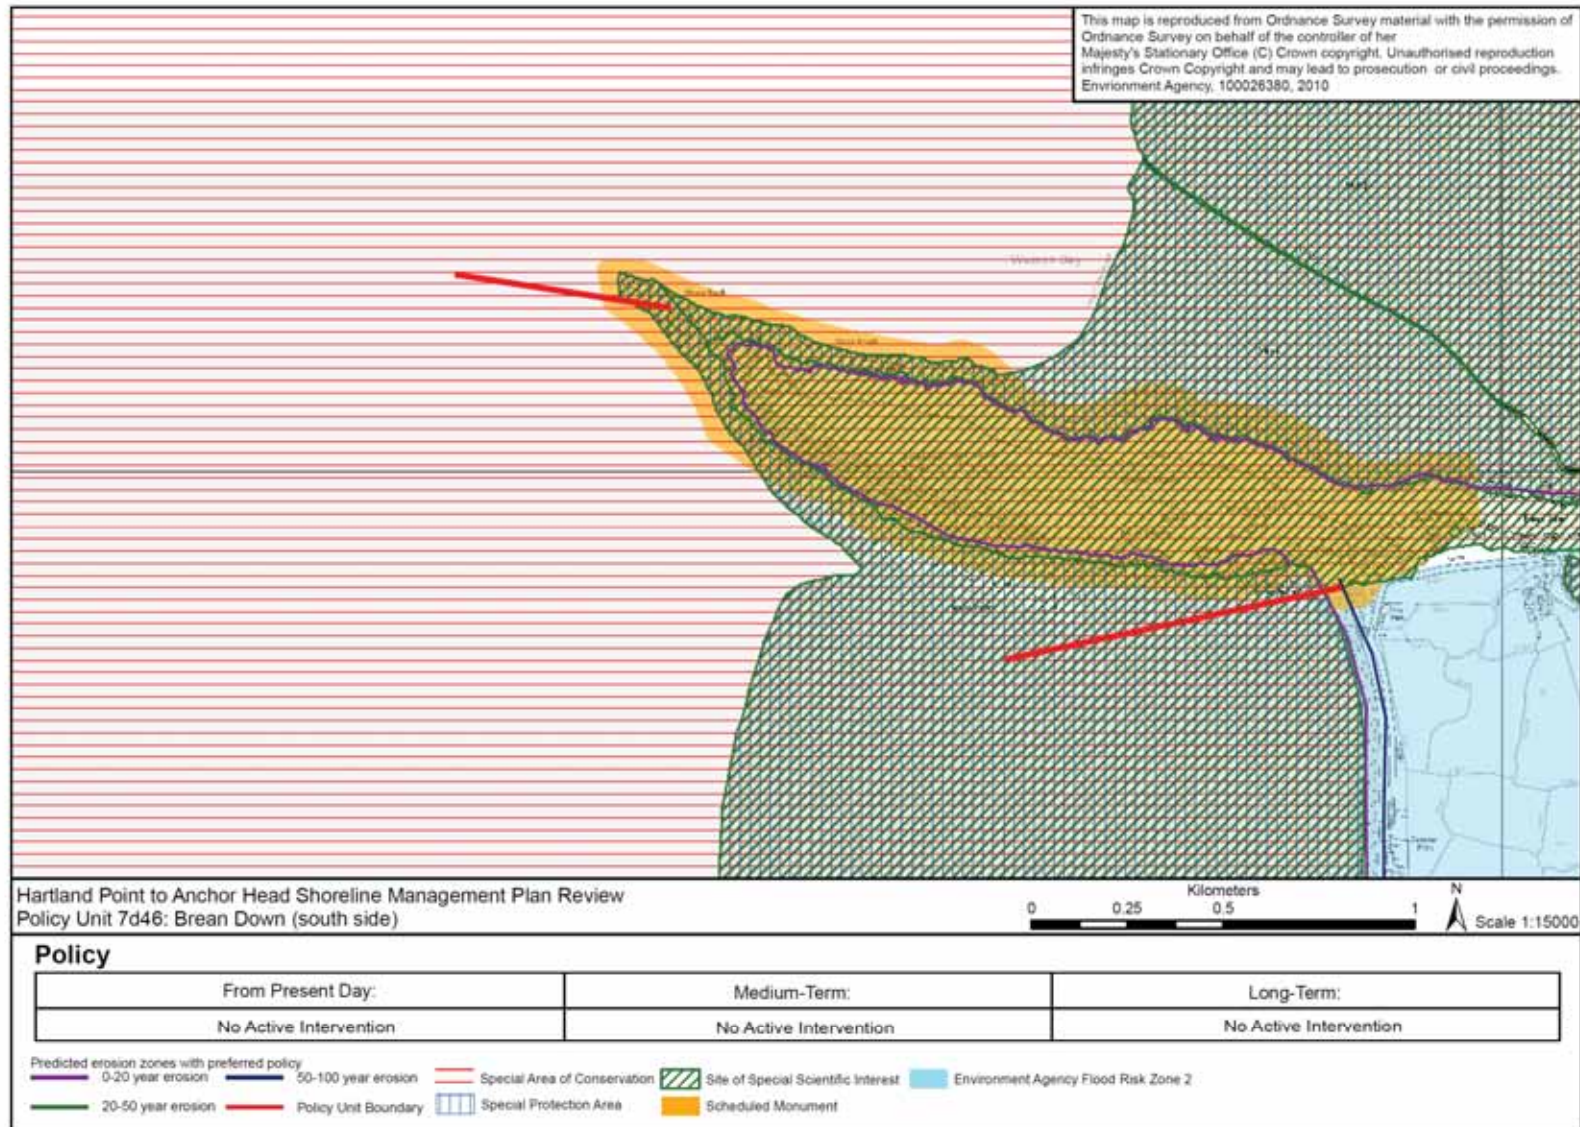 This map is reproduced from Ordnance Survey material with the permission of
Ordnance Survey on behalf of the controller of her
Majesty's Stationary Office (C) Crown copyright. Unauthorised reproduction
infringes Crown Copyright and may lead to prosecution or civil proceedings.
Envrionment Agency, 100026380, 2010
Hartland Point to Anchor Head Shoreline Management Plan Review
Policy Unit 7d46: Brean Down (south side)
Kilometers
0 0.25 0.5 1
N
Scale 1:15000
Policy
From Present Day: Medium-Term: Long-Term:
No Active Intervention No Active Intervention No Active Intervention
Predicted erosion zones with preferred policy
0-20 year erosion 50-100 year erosion Special Area of Conservation Site of Special Scientific Interest Environment Agency Flood Risk Zone 2
20-50 year erosion Policy Unit Boundary Special Protection Area Scheduled Monument